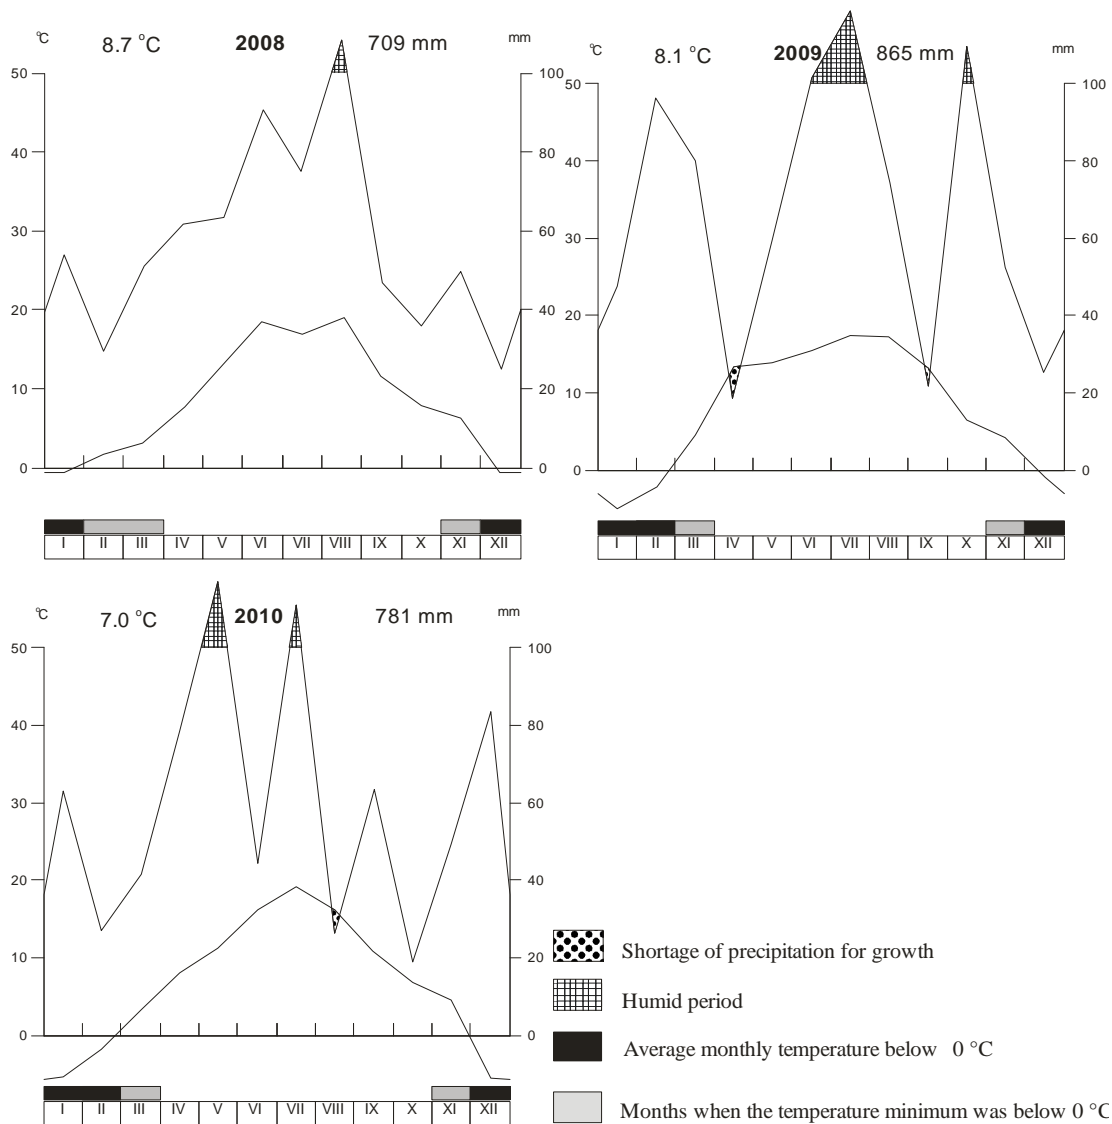 °C 8.7 °C 2008 709 mm mm
50 100
40 80
30 60
20 40
10 20
0 0
I II III IV V VI VII VIII IX X XI XII
°C 8.1 °C 2009 865 mm mm
50 100
40 80
30 60
20 40
10 20
0 0
I II III IV V VI VII VIII IX X XI XII
°C 7.0 °C 2010 781 mm mm
50 100
40 80
30 60
20 40
10 20
0 0
I II III IV V VI VII VIII IX X XI XII
Shortage of precipitation for growth
Humid period
Average monthly temperature below 0 °C
Months when the temperature minimum was below 0 °C